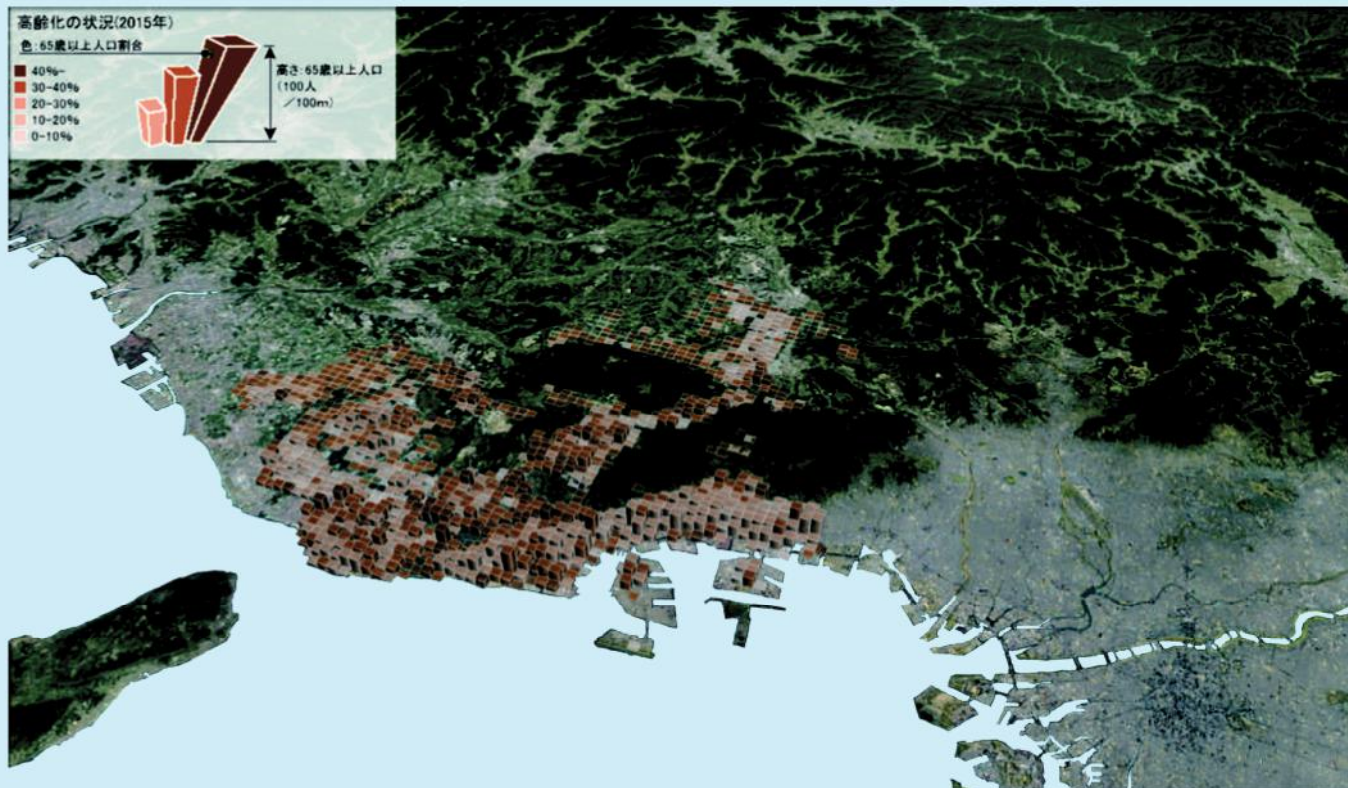 高齢化の状況(2015年)
色:65歳以上人口割合
40%~
30-40%
20-30%
10-20%
0-10%
高さ:65歳以上人口
(100人
/100m)